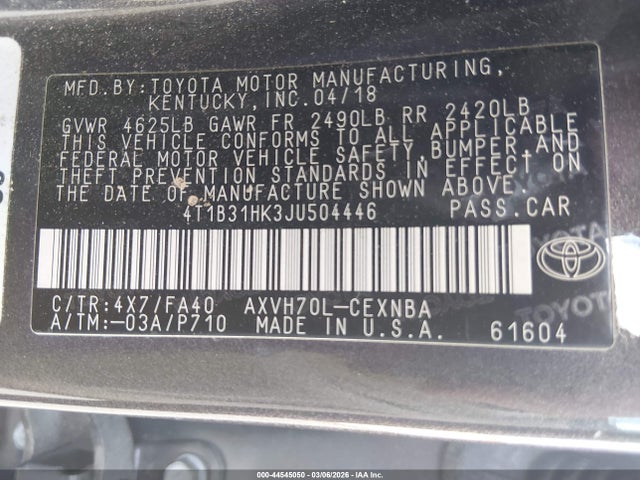 MFD.BY:TOYOTA MOTOR MANUFACTURING,
KENTUCKY,INC.04/18
GVWR 4625LB GAWR FR 2490LB RR 2420LB
THIS VEHICLE CONFORMS TO ALL APPLICABLE
FEDERAL MOTOR VEHICLE SAFETY,BUMPER,AND
THEFT PREVENTION STANDARDS IN EFFECT ON
THE DATE OF MANUFACTURE SHOWN ABOVE.
4T1B31HK3JU504446 PASS.CAR
C/TR:4X7/FA40 AXVH70L-CEXNBA
A/TM:-03A/P710 MADE IN U.S.A. 61604
TOYOTA
000-44545050 | 03/06/2026 - IAA Inc.